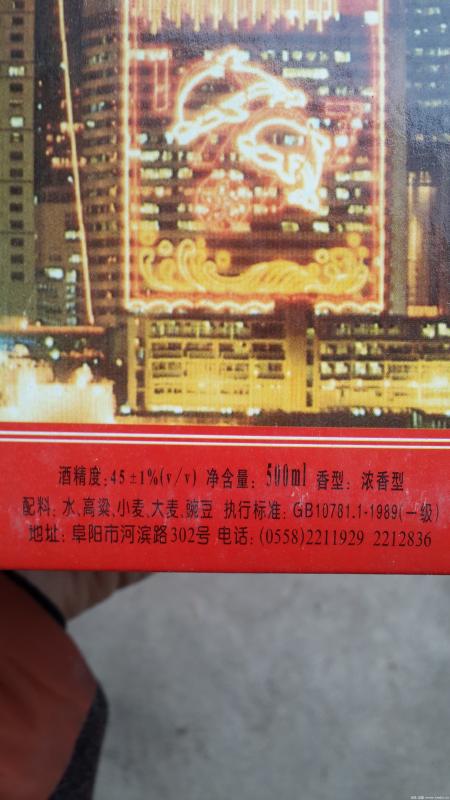 酒精度:45±1%(v/v) 净含量: 500ml 香型: 浓香型
配料: 水、高粱、小麦、大麦、豌豆 执行标准: GB10781.1-1989(一级)
地址: 阜阳市河滨路302号 电话: (0558)2211929 2212836